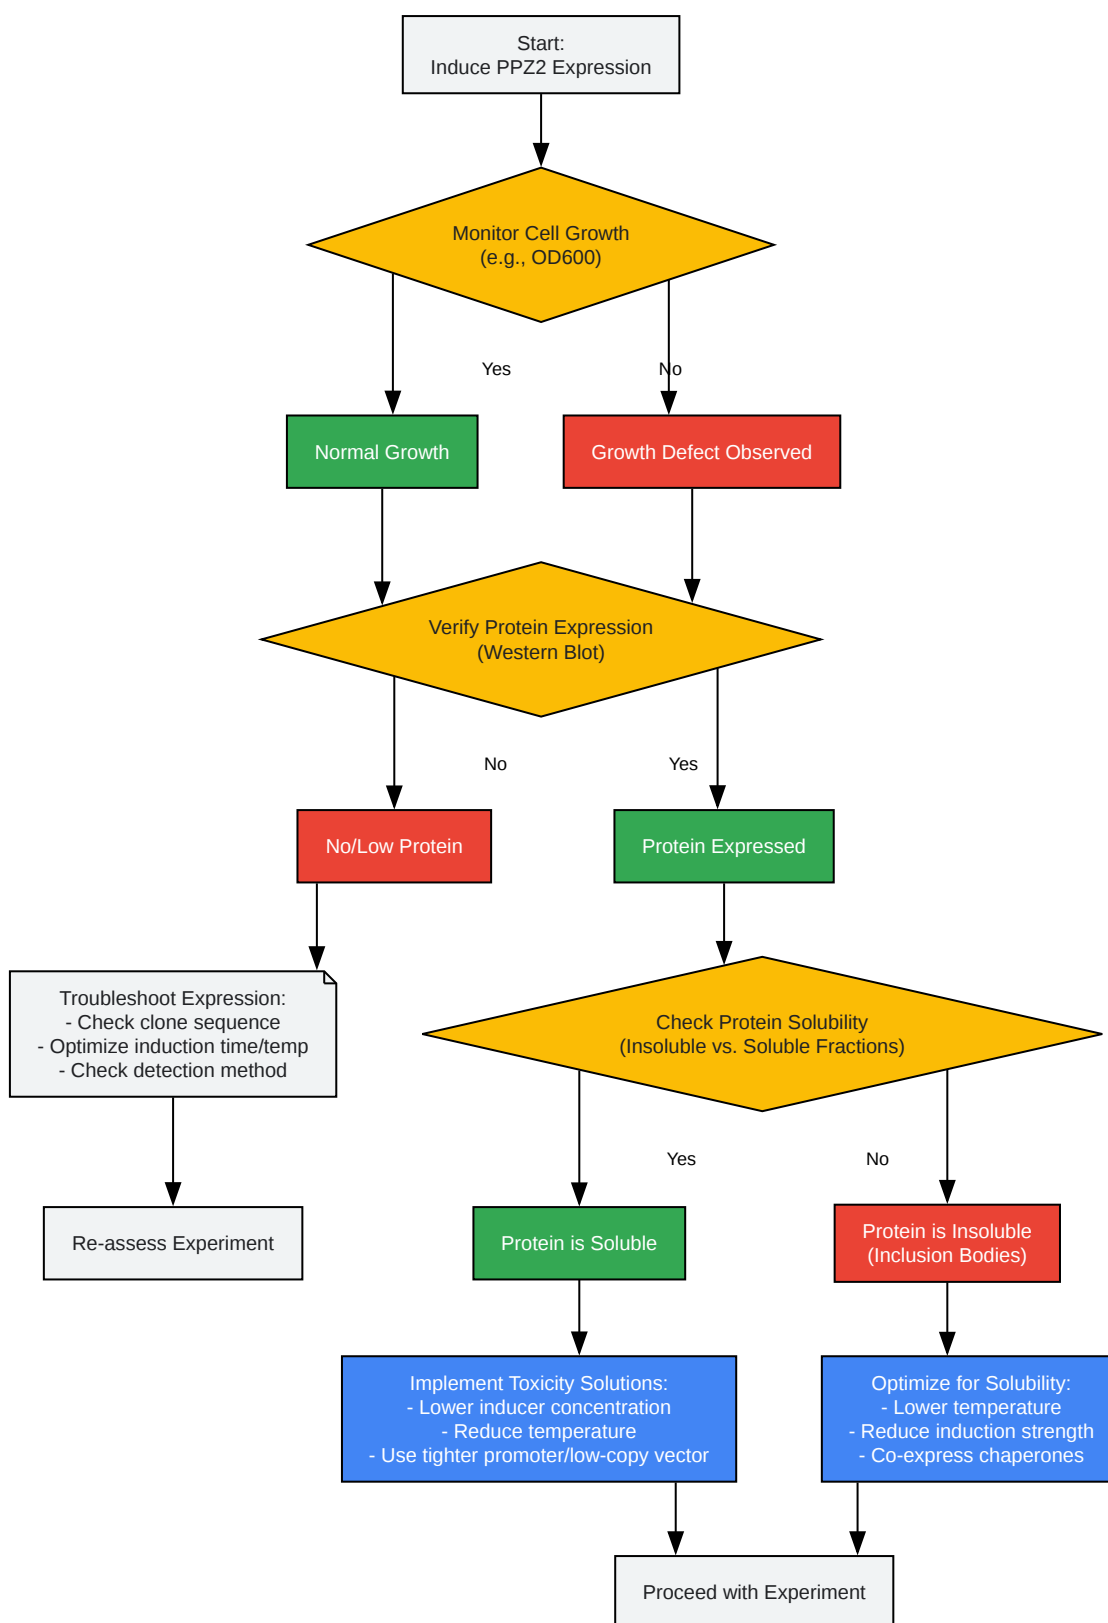 Start:
Induce PPZ2 Expression
Monitor Cell Growth
(e.g., OD600)
Yes
No
Normal Growth
Growth Defect Observed
Verify Protein Expression
(Western Blot)
No
Yes
No/Low Protein
Protein Expressed
Troubleshoot Expression:
- Check clone sequence
- Optimize induction time/temp
- Check detection method
Check Protein Solubility
(Insoluble vs. Soluble Fractions)
Yes
No
Re-assess Experiment
Protein is Soluble
Protein is Insoluble
(Inclusion Bodies)
Implement Toxicity Solutions:
- Lower inducer concentration
- Reduce temperature
- Use tighter promoter/low-copy vector
Optimize for Solubility:
- Lower temperature
- Reduce induction strength
- Co-express chaperones
Proceed with Experiment